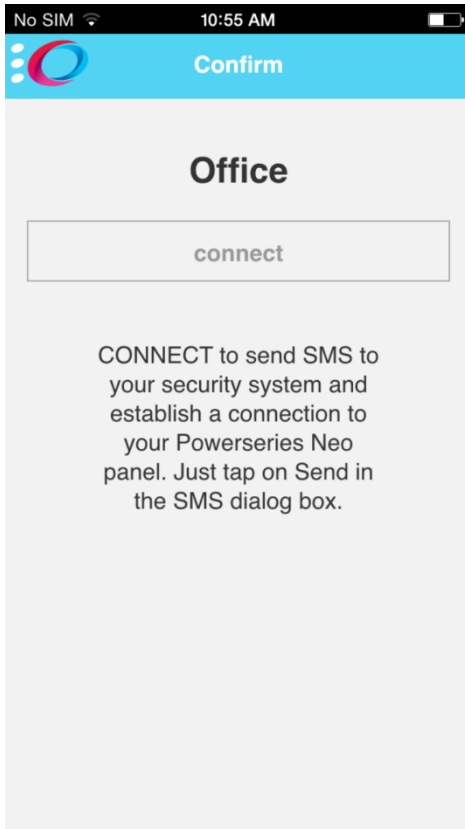 No SIM 10:55 AM
Confirm
Office
connect
CONNECT to send SMS to
your security system and
establish a connection to
your Powerseries Neo
panel. Just tap on Send in
the SMS dialog box.